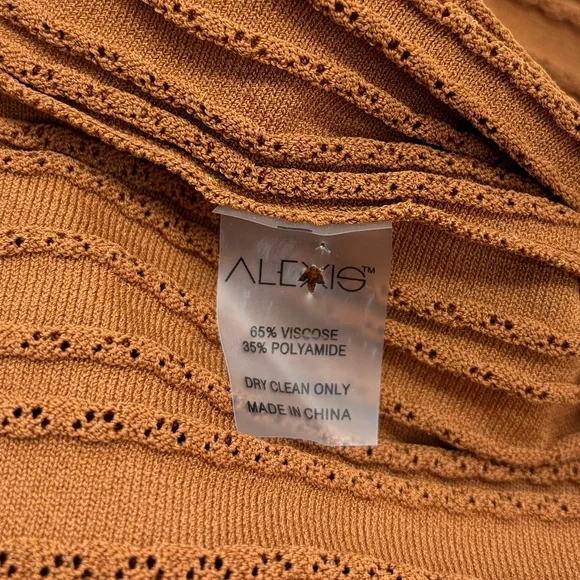 ALEXIS™
65% VISCOSE
35% POLYAMIDE
DRY CLEAN ONLY
MADE IN CHINA